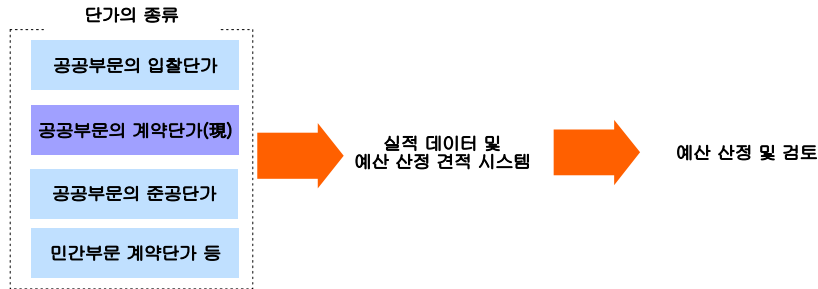 단가의 종류
공공부문의 입찰단가
공공부문의 계약단가(現)
공공부문의 준공단가
민간부문 계약단가 등
실적 데이터 및
예산 산정 견적 시스템
예산 산정 및 검토